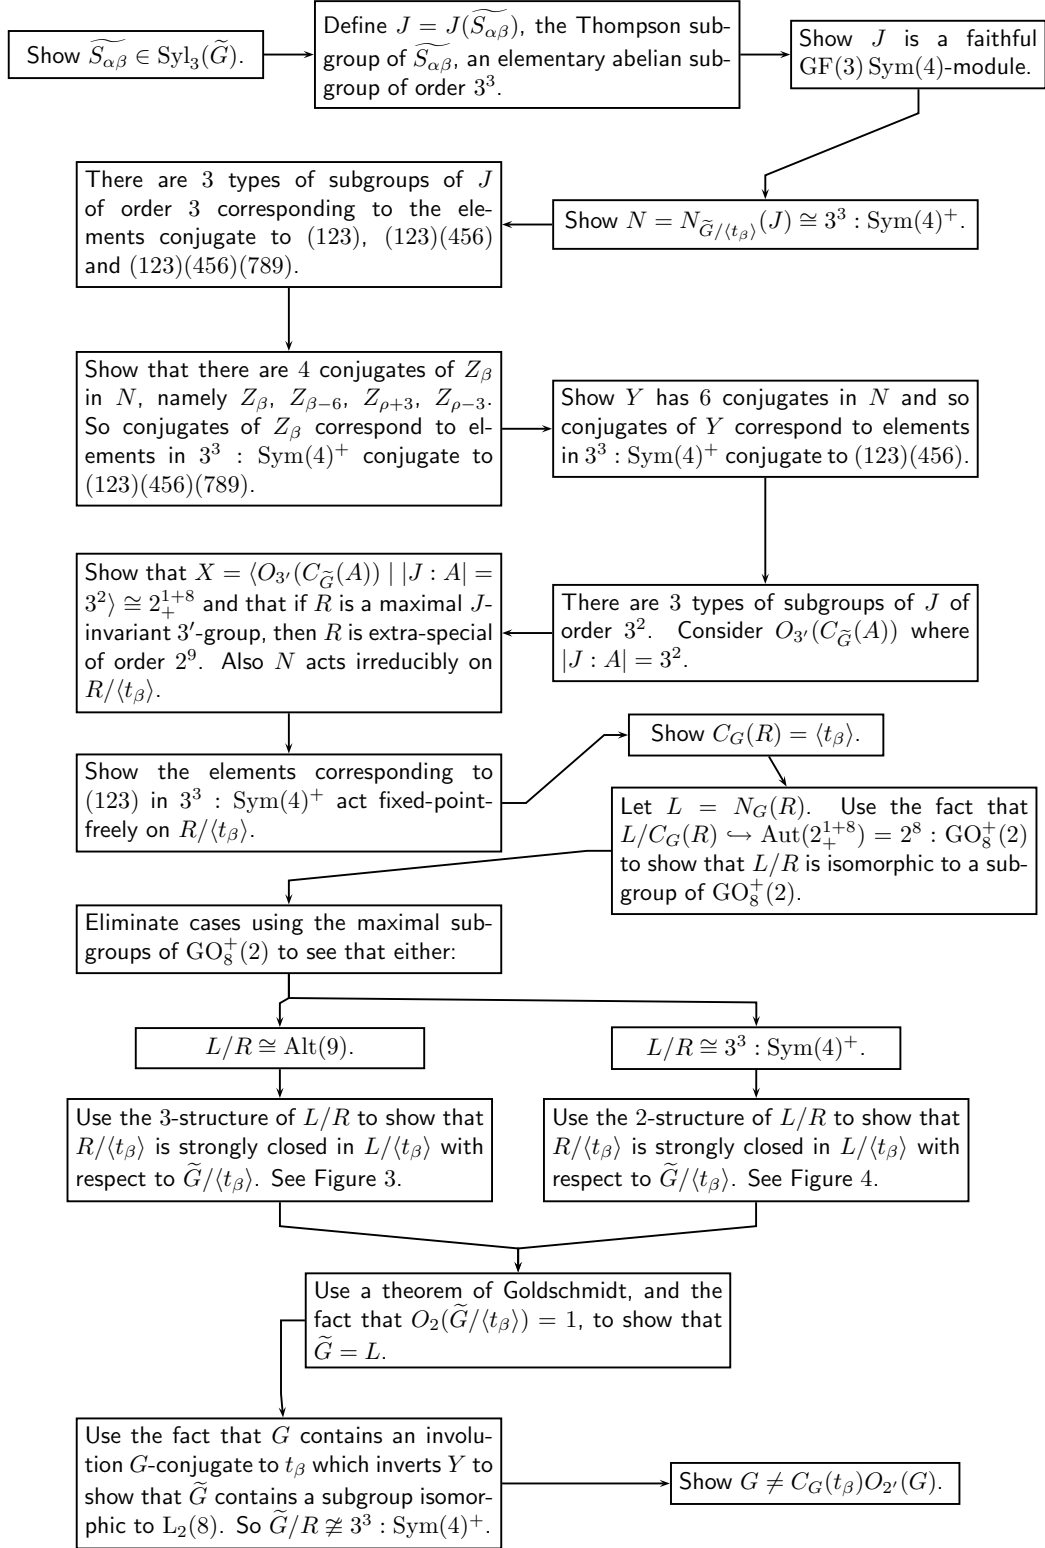 Show $\widetilde{S_{\alpha\beta}} \in \mathrm{Syl}_3(\widetilde{G})$.
Define $J = J(\widetilde{S_{\alpha\beta}})$, the Thompson sub-
group of $\widetilde{S_{\alpha\beta}}$, an elementary abelian sub-
group of order $3^3$.
Show $J$ is a faithful
$\mathrm{GF}(3)\,\mathrm{Sym}(4)$-module.
Show $N = N_{\widetilde{G}/\langle t_\beta\rangle}(J) \cong 3^3 : \mathrm{Sym}(4)^+$.
There are 3 types of subgroups of $J$
of order 3 corresponding to the ele-
ments conjugate to $(123)$, $(123)(456)$
and $(123)(456)(789)$.
Show that there are 4 conjugates of $Z_\beta$
in $N$, namely $Z_\beta$, $Z_{\beta-6}$, $Z_{\rho+3}$, $Z_{\rho-3}$.
So conjugates of $Z_\beta$ correspond to el-
ements in $3^3 : \mathrm{Sym}(4)^+$ conjugate to
$(123)(456)(789)$.
Show $Y$ has 6 conjugates in $N$ and so
conjugates of $Y$ correspond to elements
in $3^3 : \mathrm{Sym}(4)^+$ conjugate to $(123)(456)$.
There are 3 types of subgroups of $J$ of
order $3^2$. Consider $O_{3'}(C_{\widetilde{G}}(A))$ where
$|J : A| = 3^2$.
Show that $X = \langle O_{3'}(C_{\widetilde{G}}(A)) \mid |J : A| =$
$3^2\rangle \cong 2_+^{1+8}$ and that if $R$ is a maximal $J$-
invariant $3'$-group, then $R$ is extra-special
of order $2^9$. Also $N$ acts irreducibly on
$R/\langle t_\beta\rangle$.
Show the elements corresponding to
$(123)$ in $3^3 : \mathrm{Sym}(4)^+$ act fixed-point-
freely on $R/\langle t_\beta\rangle$.
Show $C_G(R) = \langle t_\beta\rangle$.
Let $L = N_G(R)$. Use the fact that
$L/C_G(R) \hookrightarrow \mathrm{Aut}(2_+^{1+8}) = 2^8 : \mathrm{GO}_8^+(2)$
to show that $L/R$ is isomorphic to a sub-
group of $\mathrm{GO}_8^+(2)$.
Eliminate cases using the maximal sub-
groups of $\mathrm{GO}_8^+(2)$ to see that either:
$L/R \cong \mathrm{Alt}(9)$.
$L/R \cong 3^3 : \mathrm{Sym}(4)^+$.
Use the 3-structure of $L/R$ to show that
$R/\langle t_\beta\rangle$ is strongly closed in $L/\langle t_\beta\rangle$ with
respect to $\widetilde{G}/\langle t_\beta\rangle$. See Figure 3.
Use the 2-structure of $L/R$ to show that
$R/\langle t_\beta\rangle$ is strongly closed in $L/\langle t_\beta\rangle$ with
respect to $\widetilde{G}/\langle t_\beta\rangle$. See Figure 4.
Use a theorem of Goldschmidt, and the
fact that $O_2(\widetilde{G}/\langle t_\beta\rangle) = 1$, to show that
$\widetilde{G} = L$.
Use the fact that $G$ contains an involu-
tion $G$-conjugate to $t_\beta$ which inverts $Y$ to
show that $\widetilde{G}$ contains a subgroup isomor-
phic to $\mathrm{L}_2(8)$. So $\widetilde{G}/R \ncong 3^3 : \mathrm{Sym}(4)^+$.
Show $G \neq C_G(t_\beta)O_{2'}(G)$.